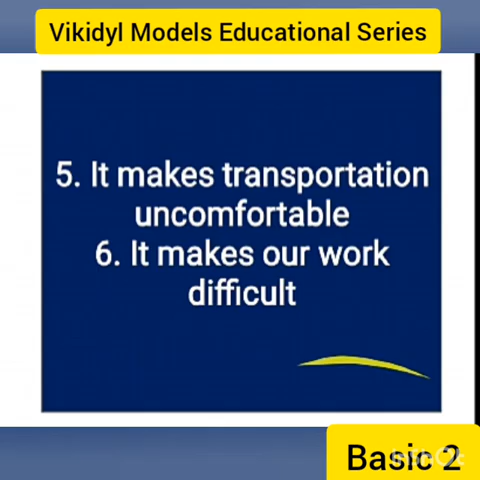 Vikidyl Models Educational Series
5. It makes transportation
uncomfortable
6. It makes our work
difficult
Basic 2